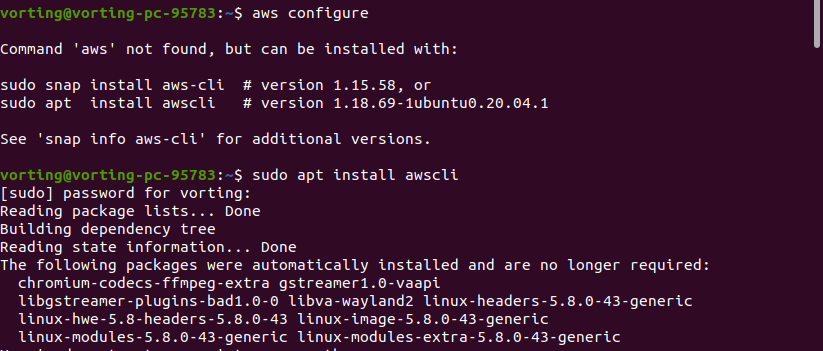 vorting@vorting-pc-95783:~$ aws configure
Command 'aws' not found, but can be installed with:
sudo snap install aws-cli  # version 1.15.58, or
sudo apt  install awscli   # version 1.18.69-1ubuntu0.20.04.1
See 'snap info aws-cli' for additional versions.
vorting@vorting-pc-95783:~$ sudo apt install awscli
[sudo] password for vorting:
Reading package lists... Done
Building dependency tree
Reading state information... Done
The following packages were automatically installed and are no longer required:
  chromium-codecs-ffmpeg-extra gstreamer1.0-vaapi
  libgstreamer-plugins-bad1.0-0 libva-wayland2 linux-headers-5.8.0-43-generic
  linux-hwe-5.8-headers-5.8.0-43 linux-image-5.8.0-43-generic
  linux-modules-5.8.0-43-generic linux-modules-extra-5.8.0-43-generic